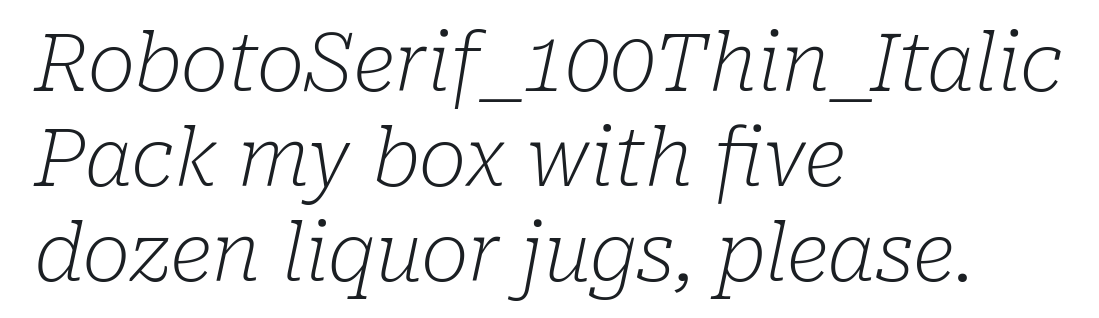 RobotoSerif_100Thin_Italic
Pack my box with five
dozen liquor jugs, please.